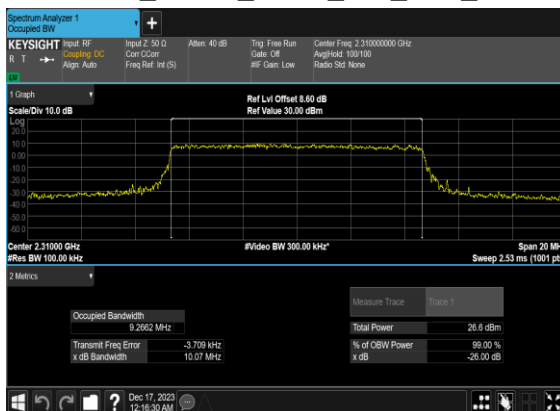 Spectrum Analyzer 1
Occupied BW
KEYSIGHT
R T
Input: RF
Coupling: DC
Align: Auto
Input Z: 50 Ω
Corr CCorr
Freq Ref: Int (S)
Atten: 40 dB
Trig: Free Run
Gate: Off
#IF Gain: Low
Center Freq: 2.310000000 GHz
Avg|Hold: 100/100
Radio Std: None
1 Graph
Scale/Div 10.0 dB
Ref Lvl Offset 8.60 dB
Ref Value 30.00 dBm
Log
20.0
10.0
0.00
-10.0
-20.0
-30.0
-40.0
-50.0
-60.0
Center 2.31000 GHz
#Res BW 100.00 kHz
#Video BW 300.00 kHz*
Span 20 MH
Sweep 2.53 ms (1001 pt
2 Metrics
Measure Trace
Trace 1
Occupied Bandwidth
9.2662 MHz
Total Power
26.6 dBm
Transmit Freq Error
-3.709 kHz
% of OBW Power
99.00 %
x dB Bandwidth
10.07 MHz
x dB
-26.00 dB
Dec 17, 2023
12:16:30 AM